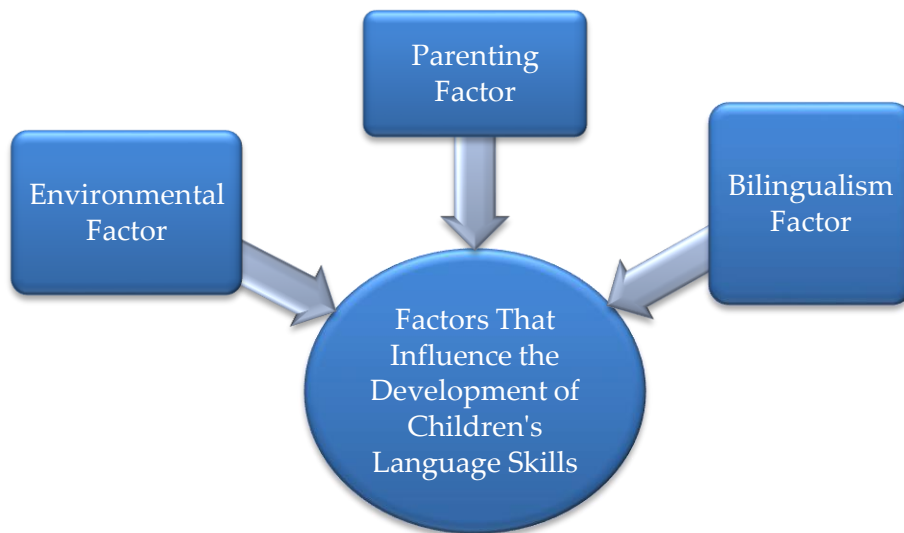 Parenting
Factor
Environmental
Factor
Bilingualism
Factor
Factors That
Influence the
Development of
Children's
Language Skills